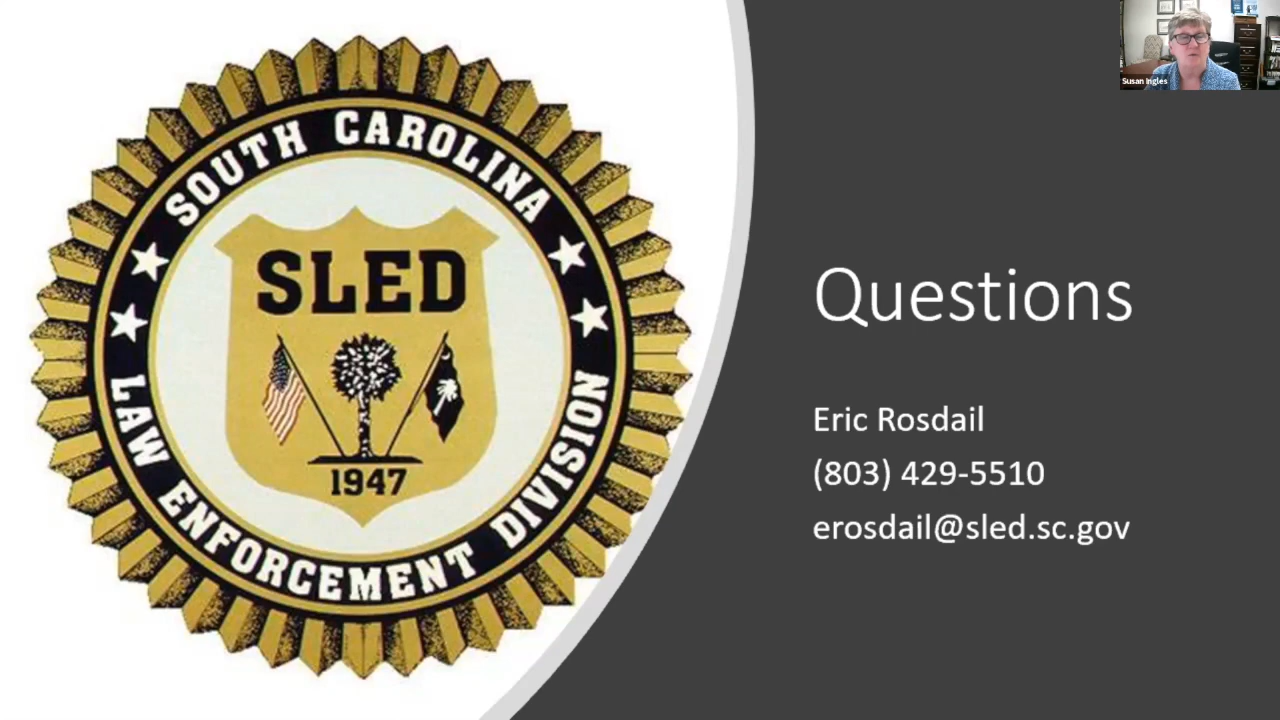 SOUTH CAROLINA
SLED
1947
LAW ENFORCEMENT DIVISION
Questions
Eric Rosdail
(803) 429-5510
erosdail@sled.sc.gov
Susan Ingles